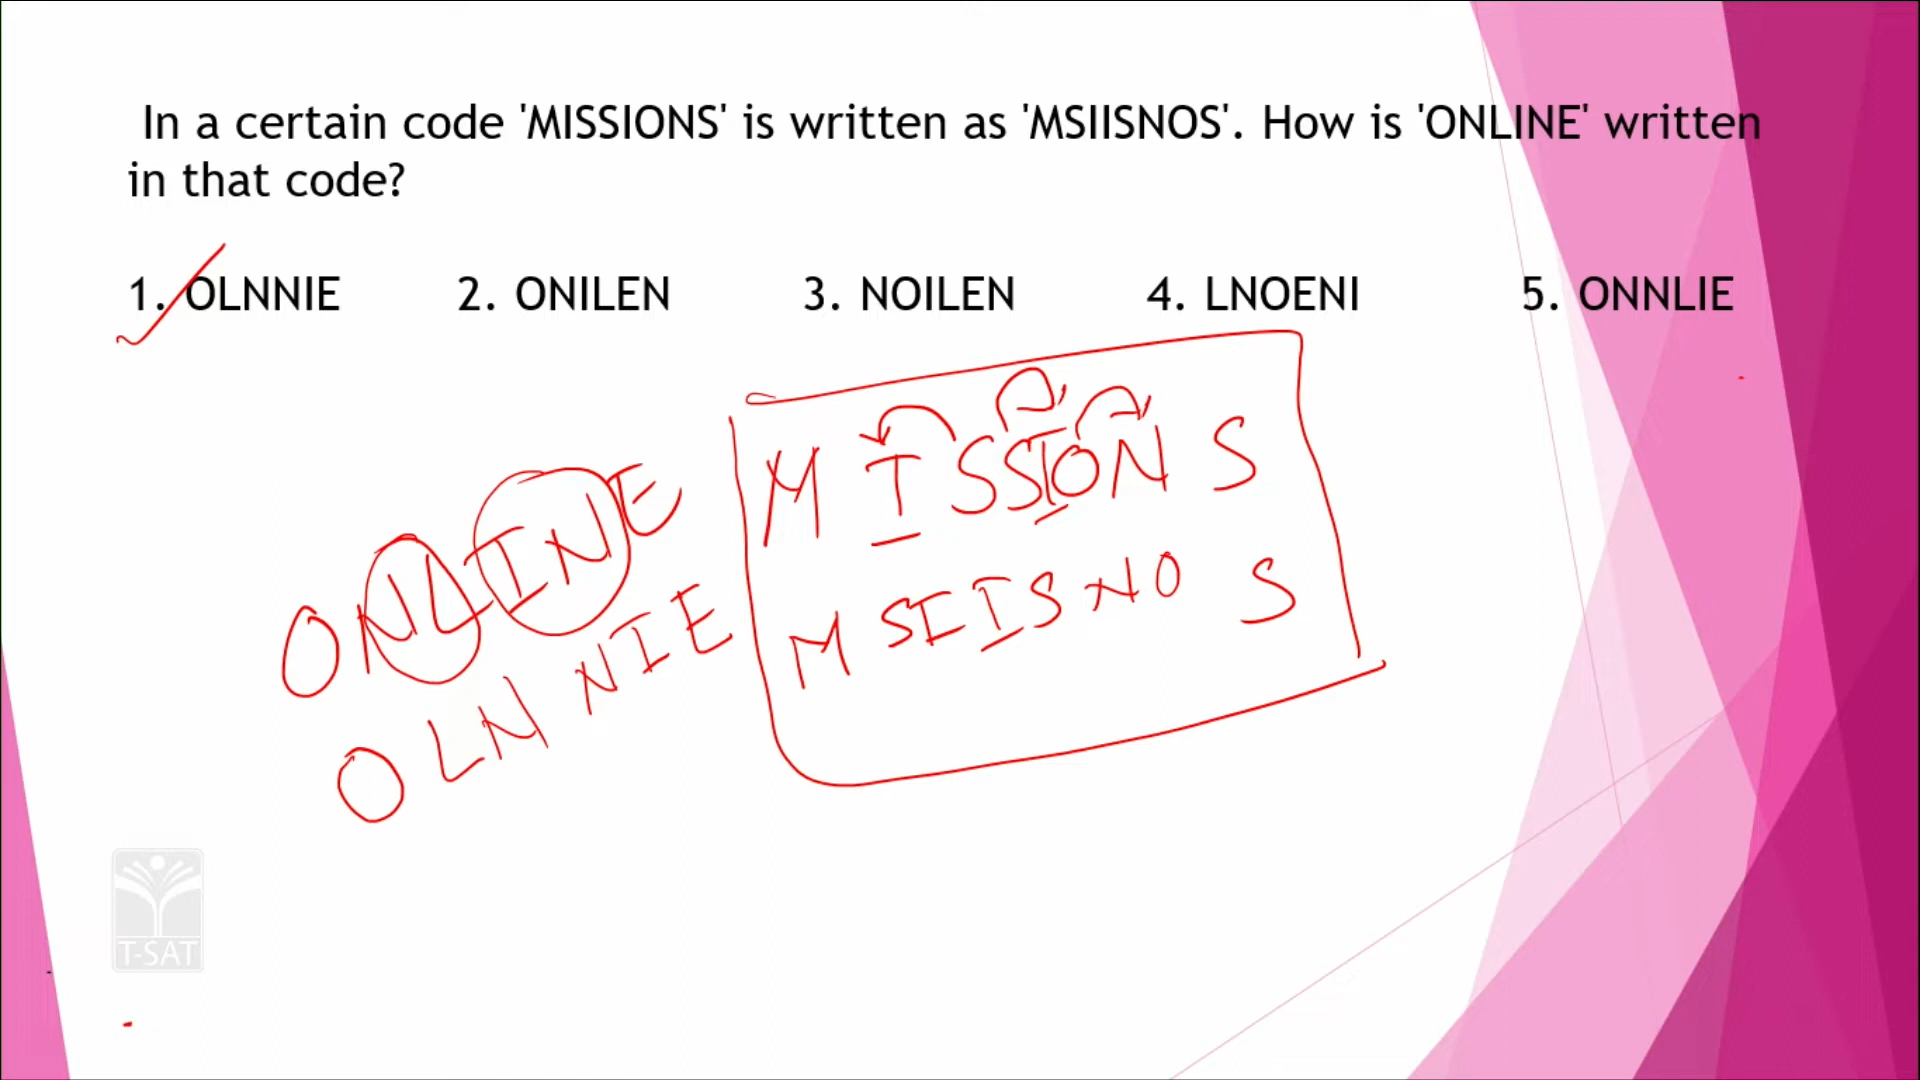 In a certain code 'MISSIONS' is written as 'MSIISNOS'. How is 'ONLINE' written
in that code?
1. OLNNIE 2. ONILEN 3. NOILEN 4. LNOENI 5. ONNLIE
MISSIONS
ONLINE
MSIISNOS
OLNNIE
T-SAT